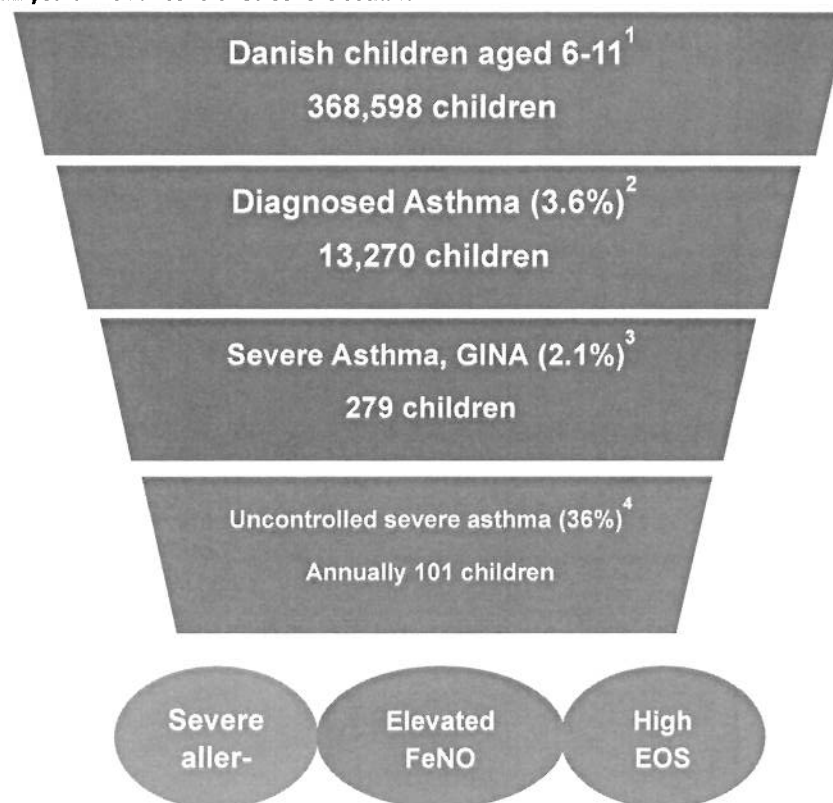 Danish children aged 6-11¹
368,598 children
Diagnosed Asthma (3.6%)²
13,270 children
Severe Asthma, GINA (2.1%)³
279 children
Uncontrolled severe asthma (36%)⁴
Annually 101 children
Severe
aller-
Elevated
FeNO
High
EOS